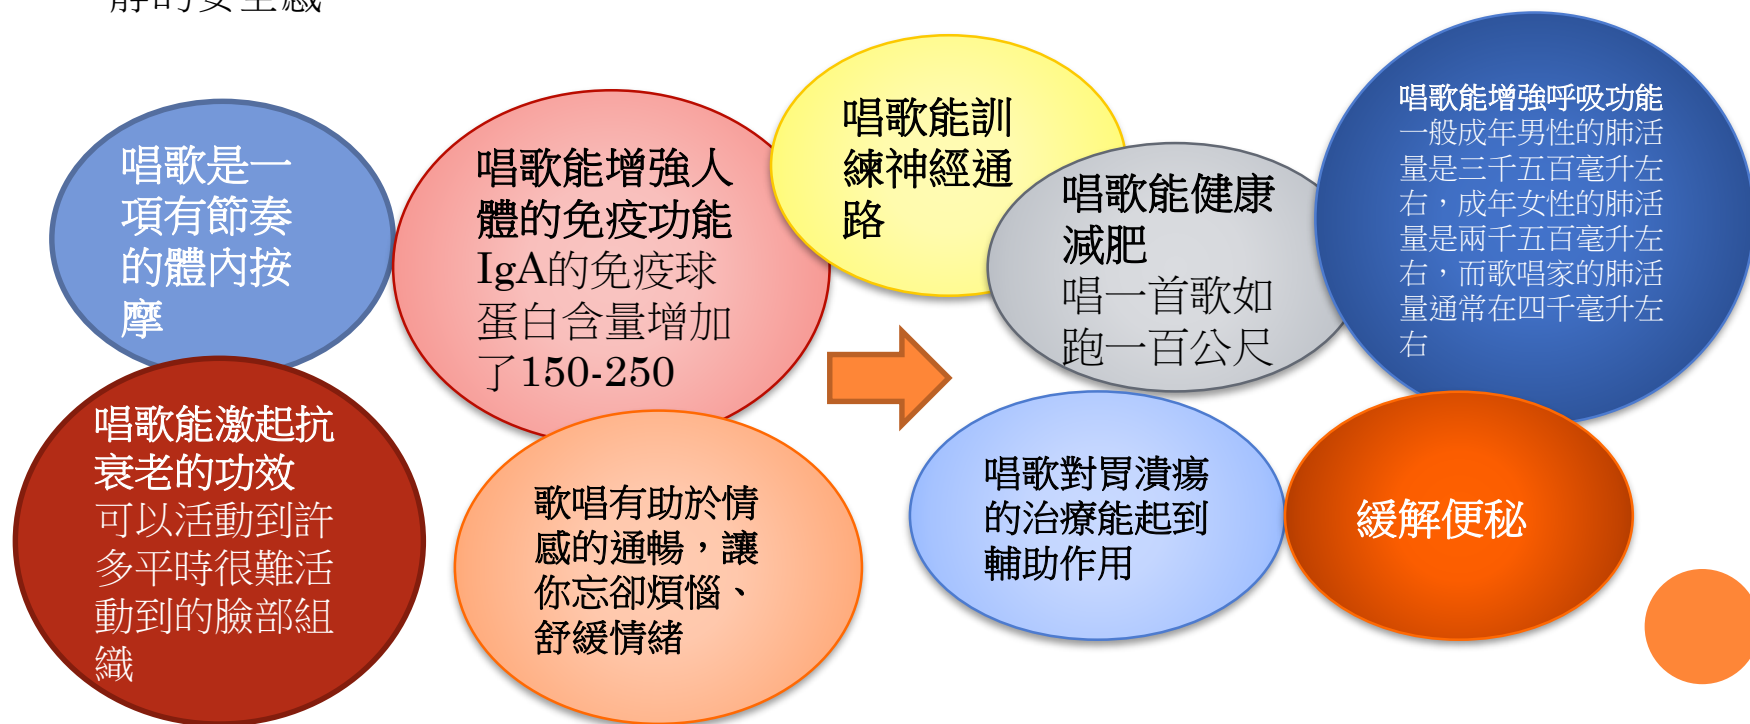 靜的安全感
唱歌是一
項有節奏
的體內按
摩
唱歌能激起抗
衰老的功效
可以活動到許
多平時很難活
動到的臉部組
織
唱歌能增強人
體的免疫功能
IgA的免疫球
蛋白含量增加
了150-250
歌唱有助於情
感的通暢，讓
你忘卻煩惱、
舒緩情緒
唱歌能訓
練神經通
路
唱歌能健康
減肥
唱一首歌如
跑一百公尺
唱歌對胃潰瘍
的治療能起到
輔助作用
唱歌能增強呼吸功能
一般成年男性的肺活
量是三千五百毫升左
右，成年女性的肺活
量是兩千五百毫升左
右，而歌唱家的肺活
量通常在四千毫升左
右
緩解便秘